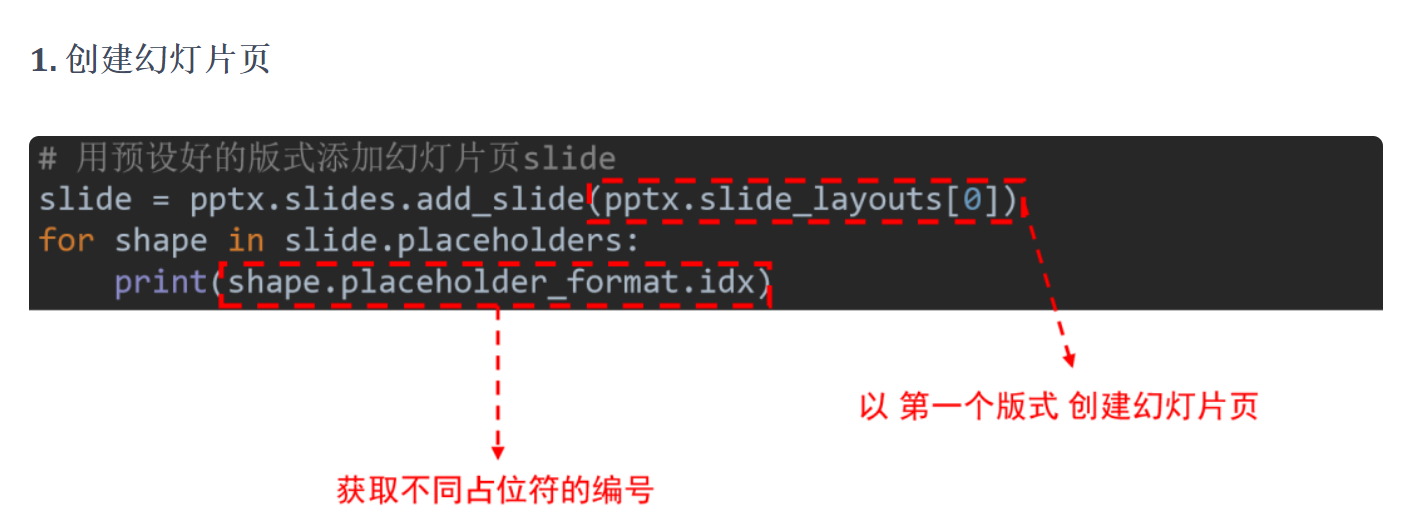 1. 创建幻灯片页
# 用预设好的版式添加幻灯片页slide
slide = pptx.slides.add_slide(pptx.slide_layouts[0])
for shape in slide.placeholders:
    print(shape.placeholder_format.idx)
以 第一个版式 创建幻灯片页
获取不同占位符的编号